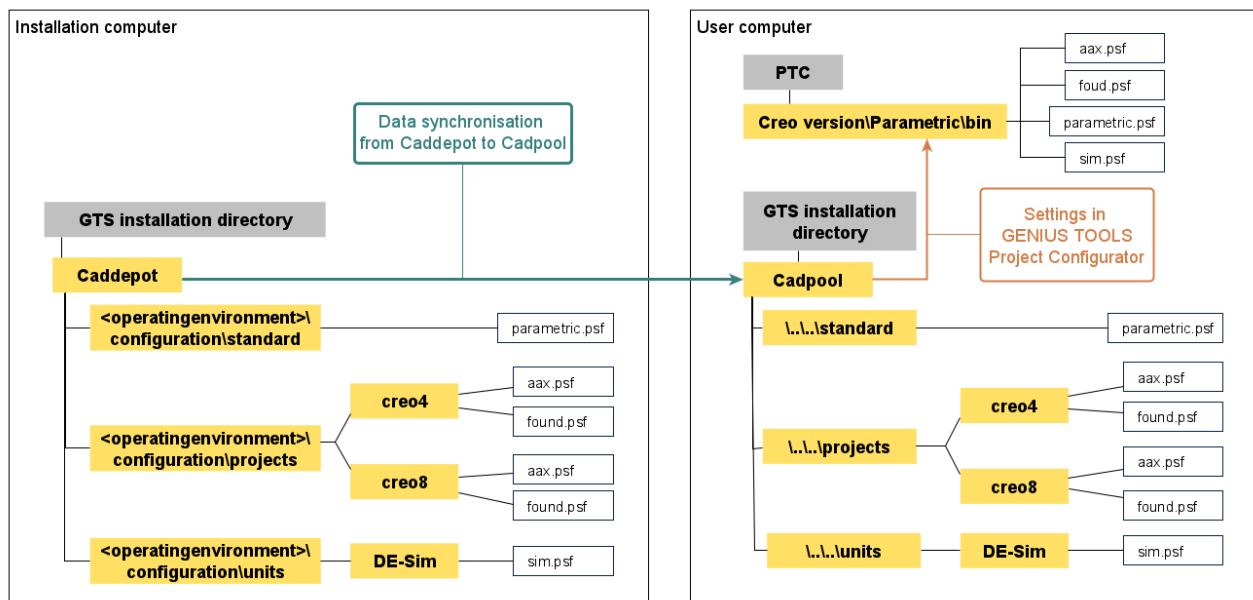 Installation computer
Data synchronisation
from Caddepot to Cadpool
GTS installation directory
Caddepot
<operatingenvironment>\
configuration\standard
parametric.psf
<operatingenvironment>\
configuration\projects
creo4
aax.psf
found.psf
creo8
aax.psf
found.psf
<operatingenvironment>\
configuration\units
DE-Sim
sim.psf
User computer
PTC
Creo version\Parametric\bin
aax.psf
foud.psf
parametric.psf
sim.psf
Settings in
GENIUS TOOLS
Project Configurator
GTS installation
directory
Cadpool
\..\..\standard
parametric.psf
\..\..\projects
creo4
aax.psf
found.psf
creo8
aax.psf
found.psf
\..\..\units
DE-Sim
sim.psf